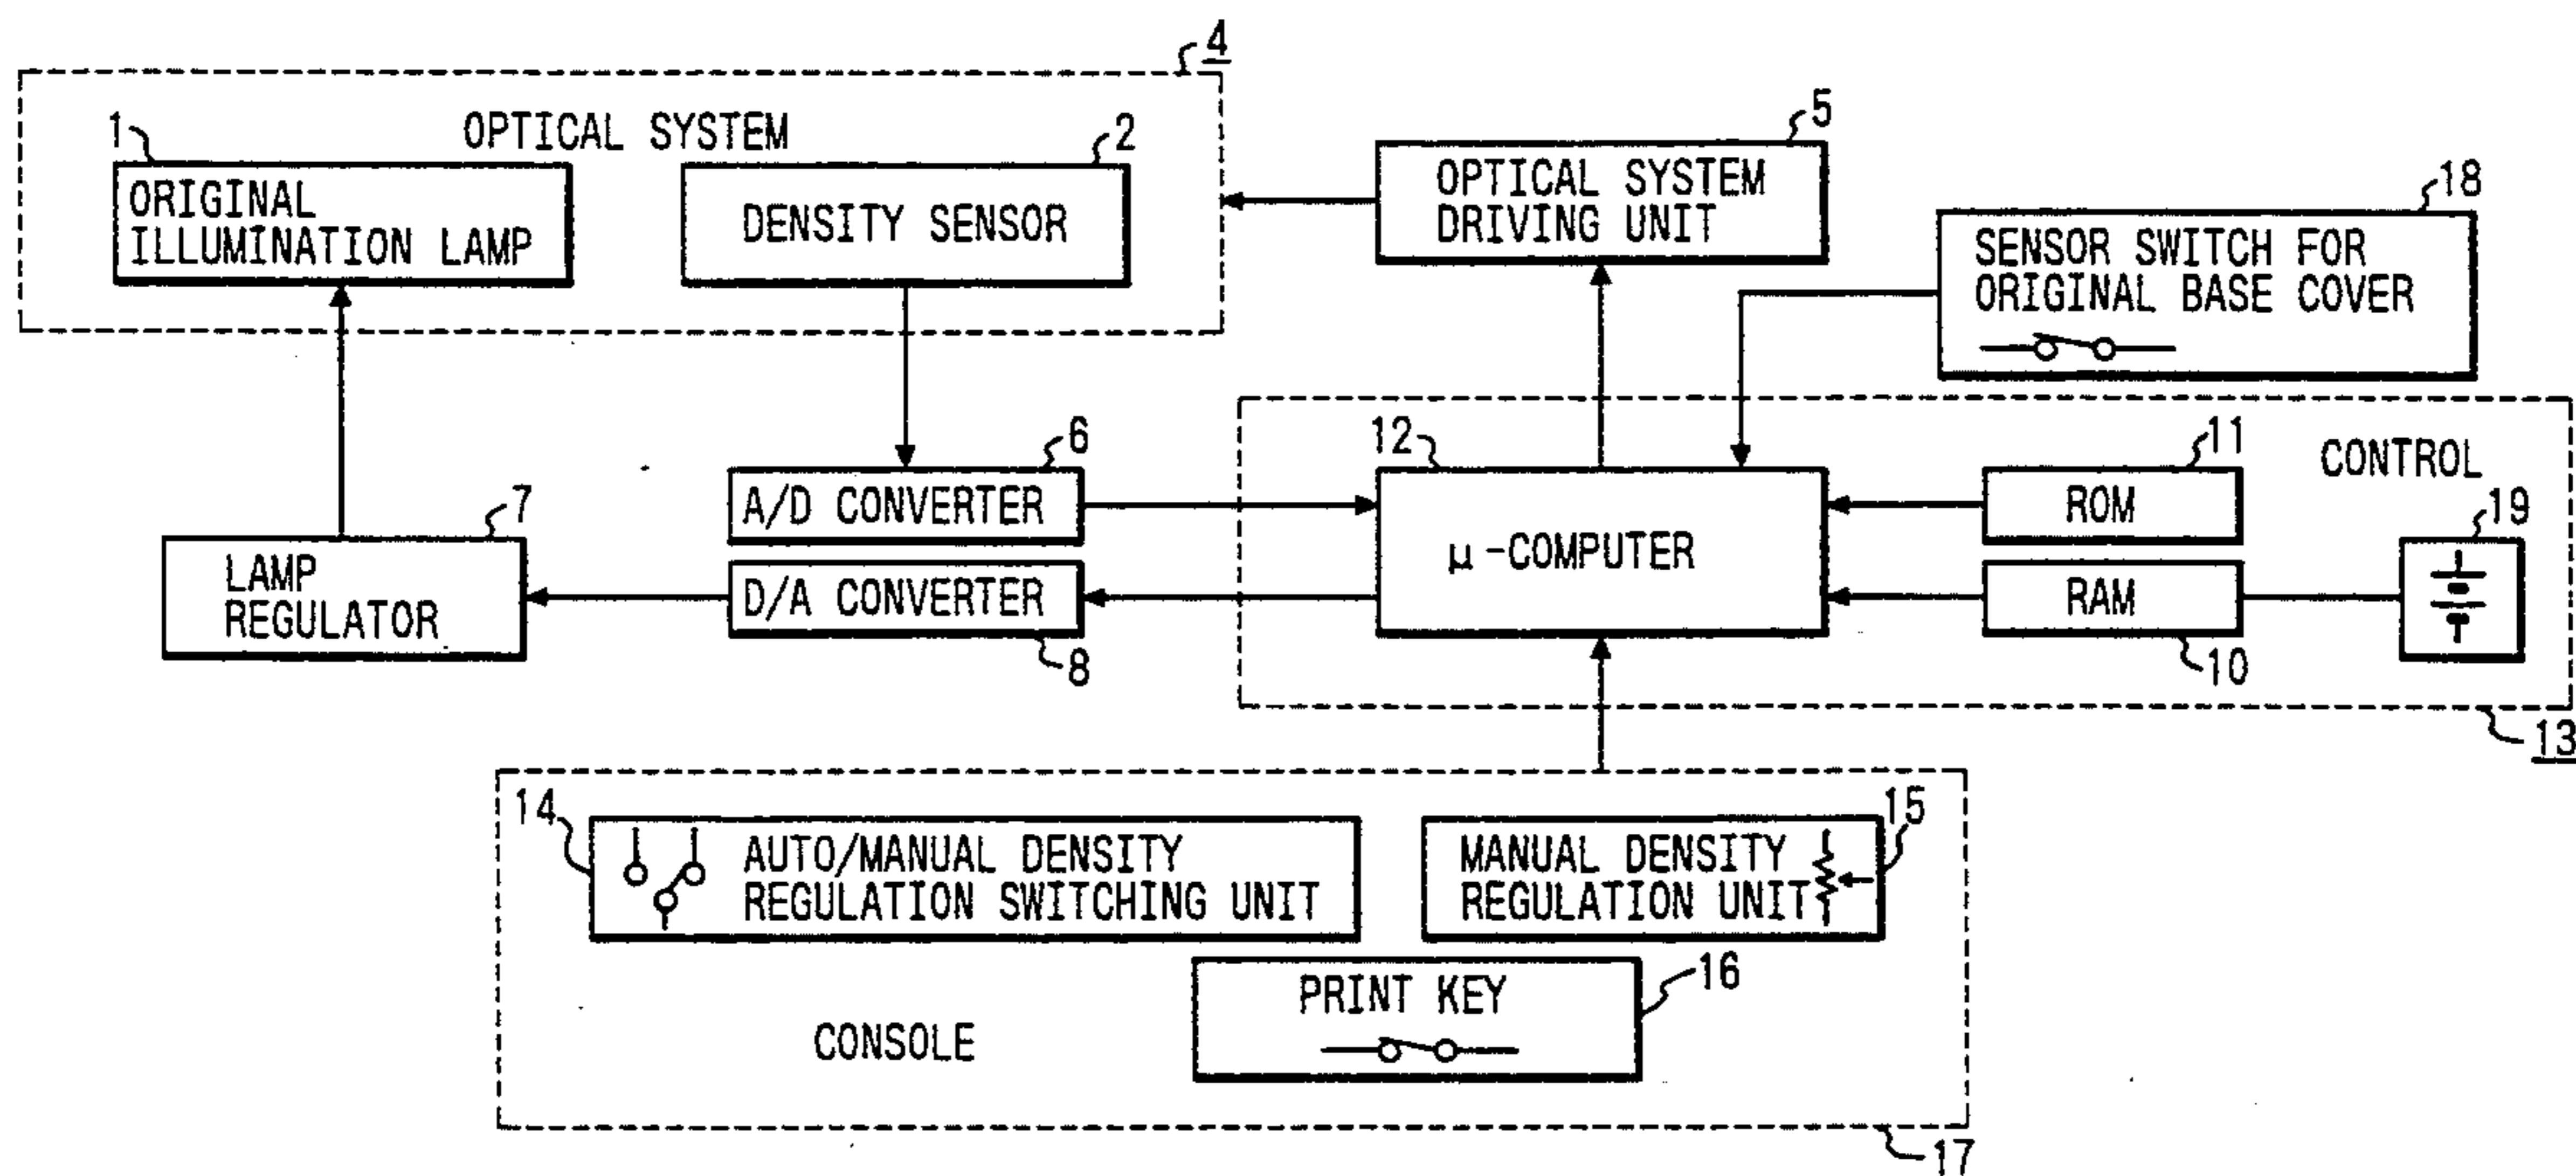 4
OPTICAL SYSTEM
1
ORIGINAL
ILLUMINATION LAMP
2
DENSITY SENSOR
5
OPTICAL SYSTEM
DRIVING UNIT
18
SENSOR SWITCH FOR
ORIGINAL BASE COVER
6
A/D CONVERTER
7
LAMP
REGULATOR
D/A CONVERTER
8
12
μ-COMPUTER
11
ROM
CONTROL
19
RAM
10
13
14
AUTO/MANUAL DENSITY
REGULATION SWITCHING UNIT
15
MANUAL DENSITY
REGULATION UNIT
16
PRINT KEY
CONSOLE
17